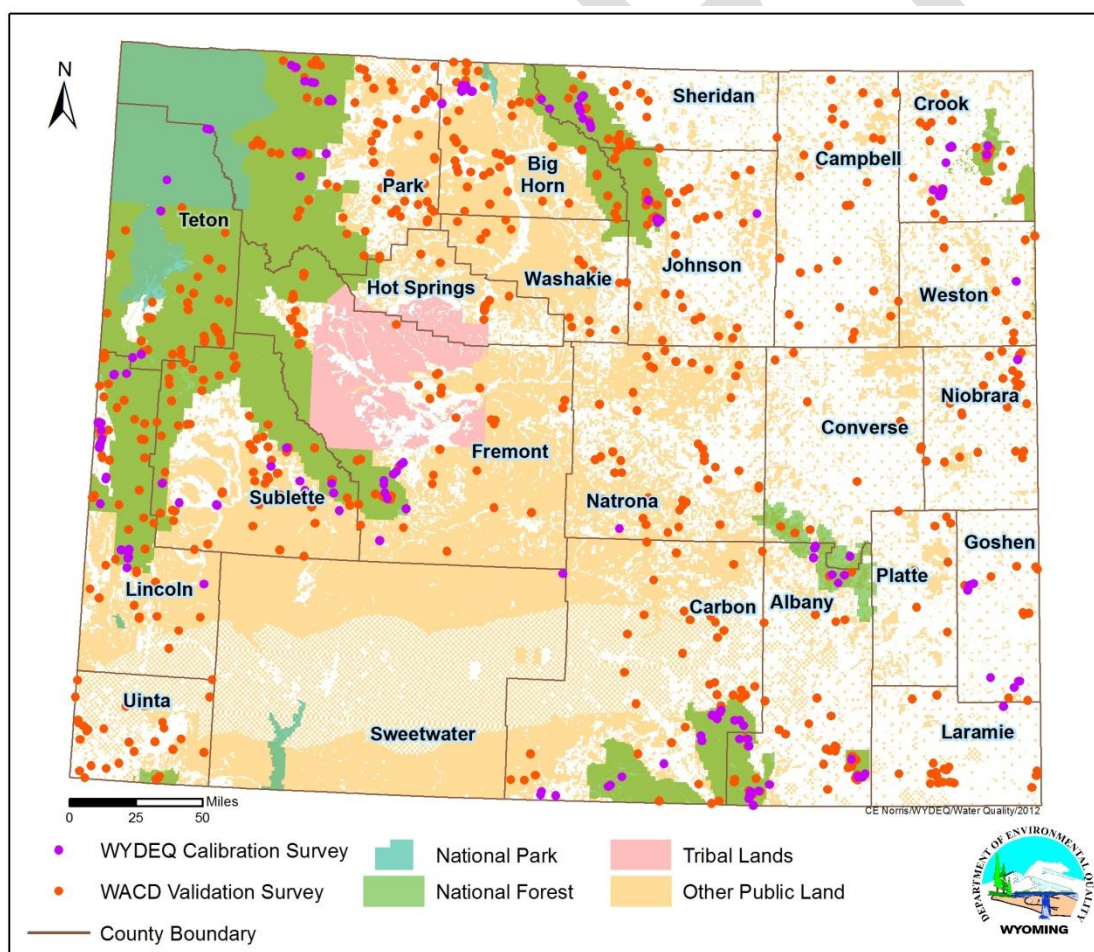 N
Sheridan
Crook
Campbell
Big
Horn
Park
Teton
Johnson
Washakie
Hot Springs
Weston
Niobrara
Converse
Fremont
Sublette
Natrona
Goshen
Platte
Lincoln
Carbon
Albany
Uinta
Sweetwater
Laramie
Miles
0 25 50
CE Norris/WYDEQ/Water Quality/2012
WYDEQ Calibration Survey
National Park
Tribal Lands
WACD Validation Survey
National Forest
Other Public Land
County Boundary
DEPARTMENT OF ENVIRONMENTAL QUALITY
WYOMING